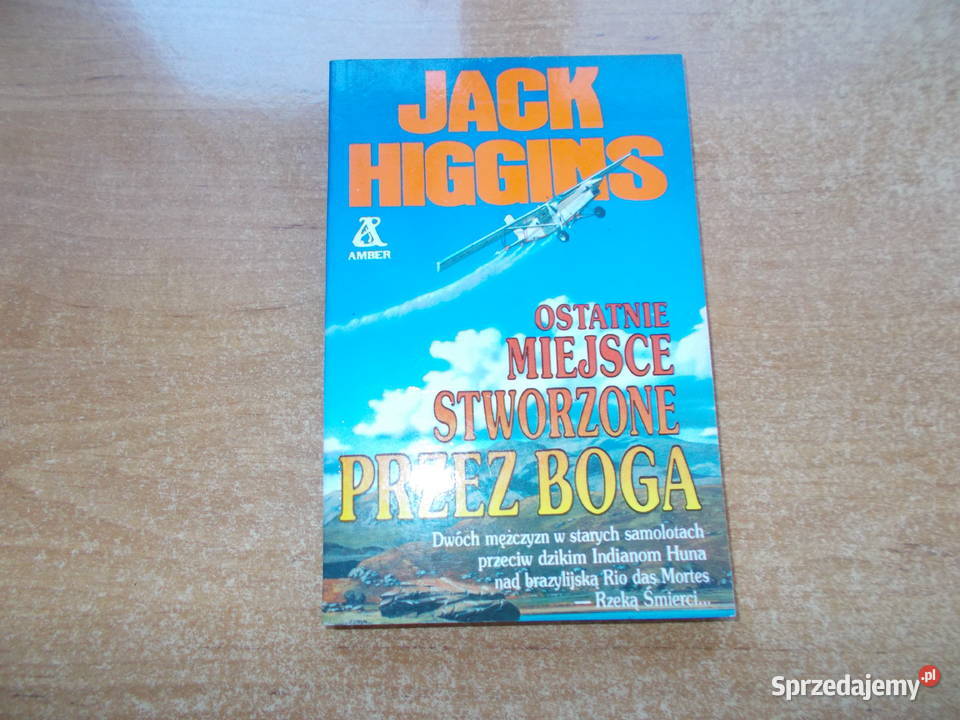 JACK
HIGGINS
AMBER
OSTATNIE
MIEJSCE
STWORZONE
PRZEZ BOGA
Dwóch mężczyzn w starych samolotach
przeciw dzikim Indianom Huna
nad brazylijską Rio das Mortes
— Rzeką Śmierci...
Sprzedajemy.pl